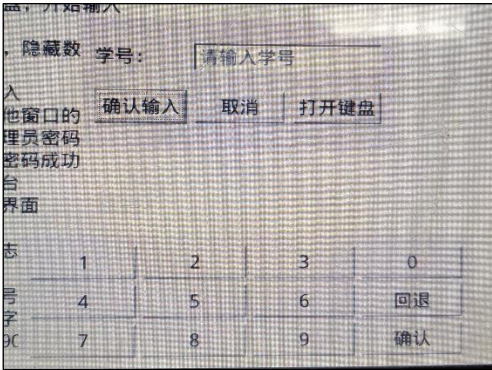 盘，开始输入
，隐藏数
学号： 请输入学号
入
确认输入 取消 打开键盘
他窗口的
理员密码
密码成功
台
界面
志
1 2 3 0
号
4 5 6 回退
字
90 7 8 9 确认